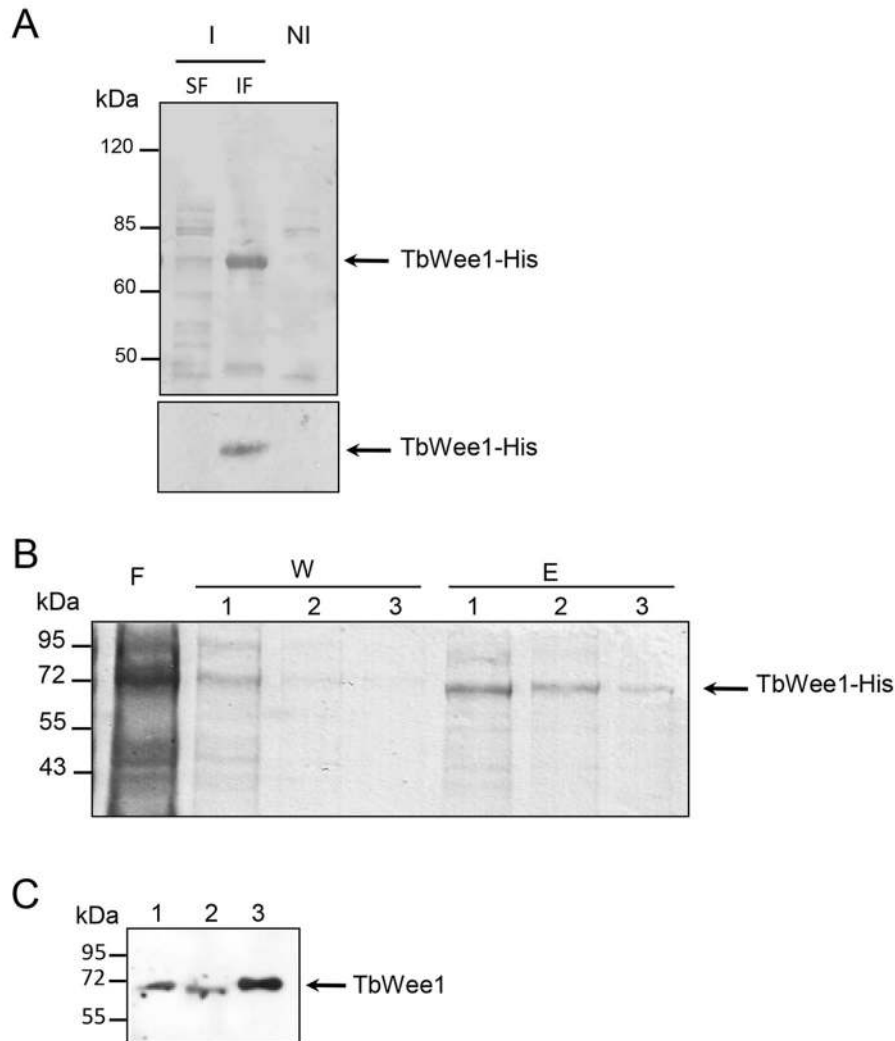 A
I NI
SF IF
kDa
120
85
TbWee1-His
60
50
TbWee1-His
B
F W E
kDa 1 2 3 1 2 3
95
72
TbWee1-His
55
43
C
kDa 1 2 3
95
72
TbWee1
55